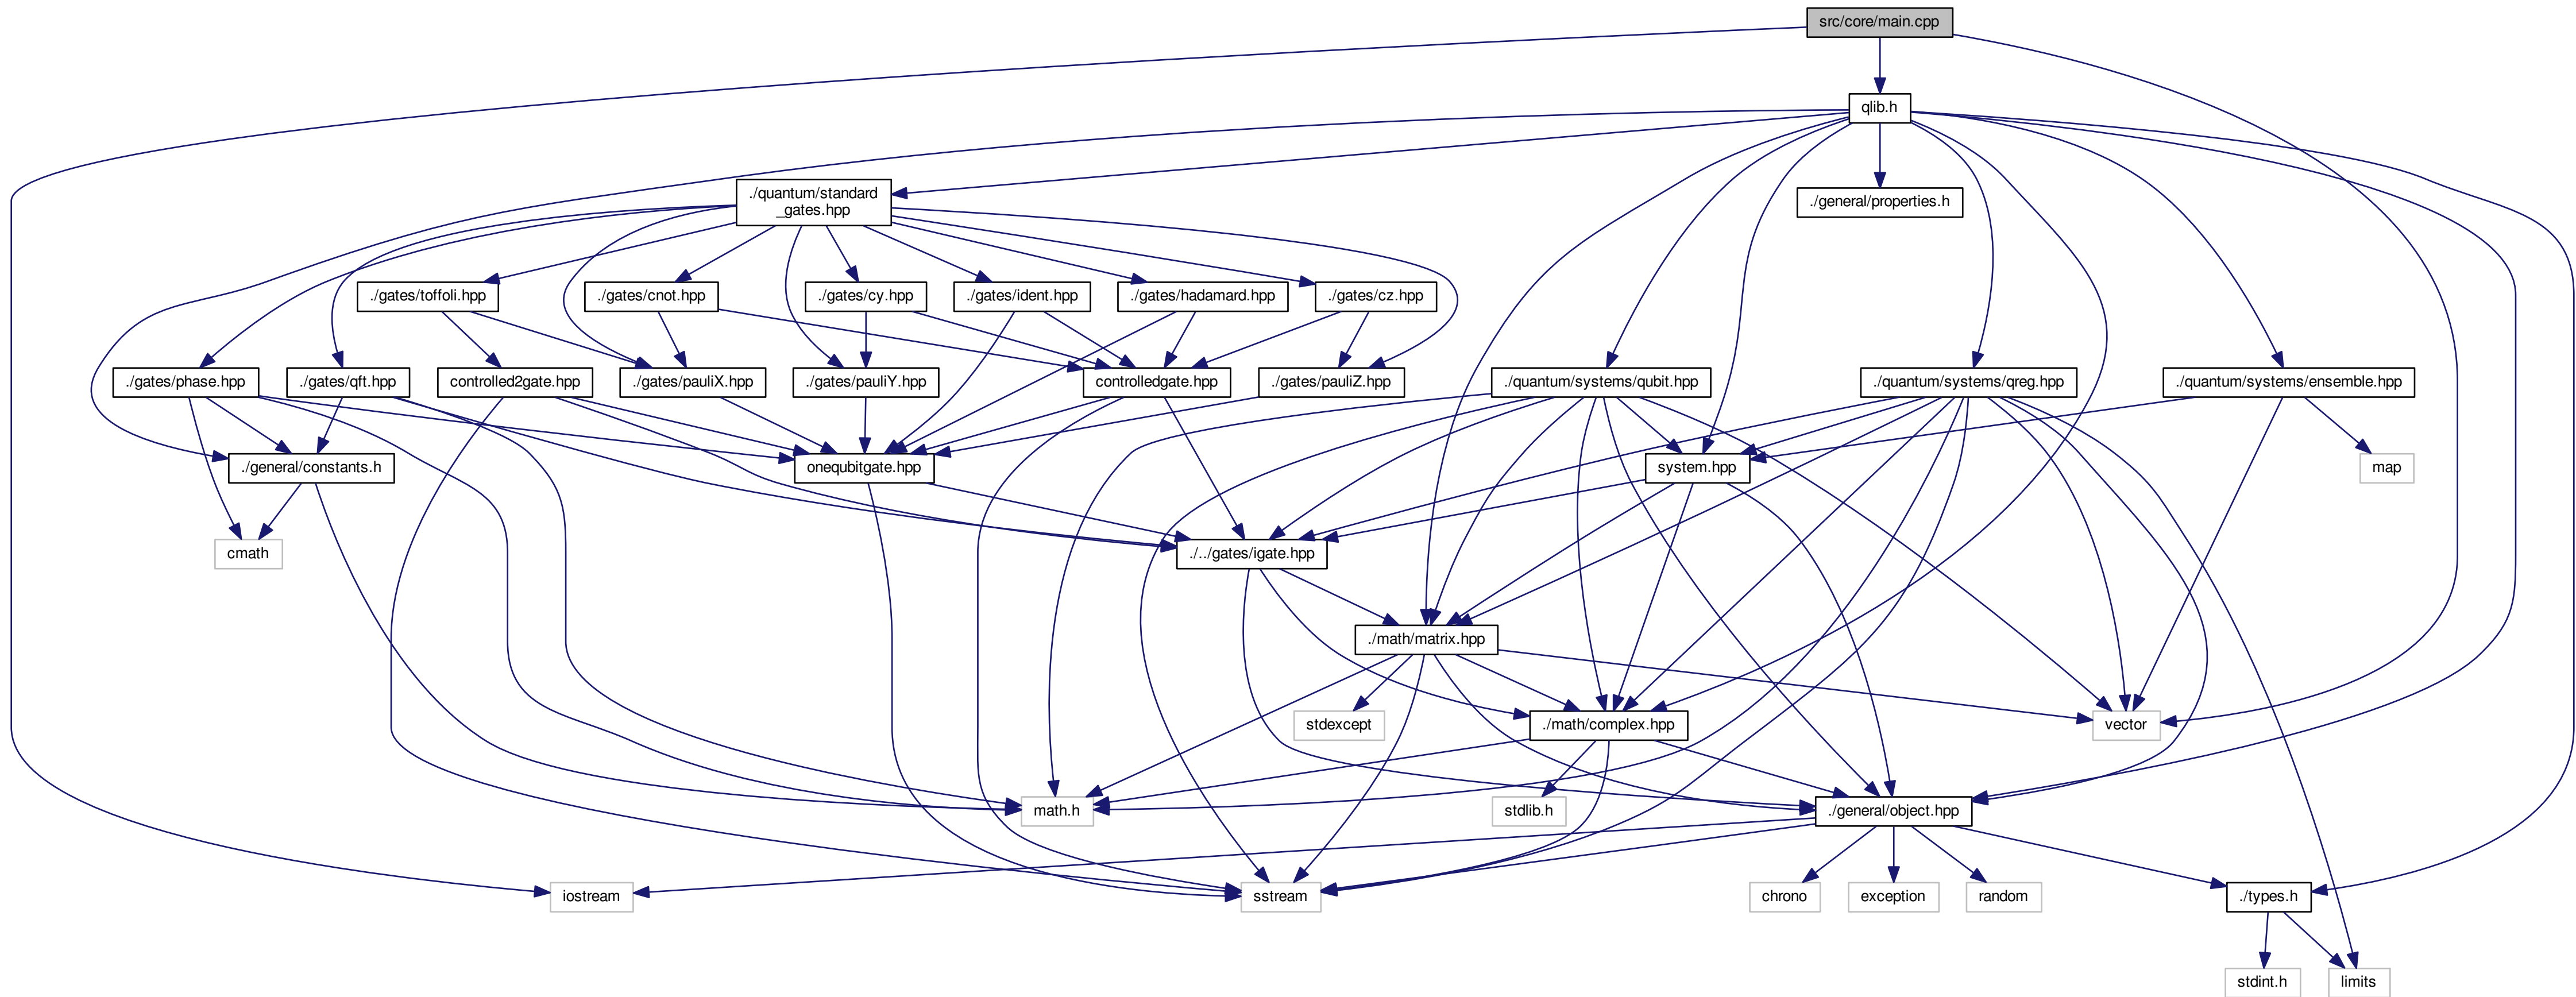 src/core/main.cpp
qlib.h
./quantum/standard
_gates.hpp
./general/properties.h
./gates/toffoli.hpp
./gates/cnot.hpp
./gates/cy.hpp
./gates/ident.hpp
./gates/hadamard.hpp
./gates/cz.hpp
./gates/phase.hpp
./gates/qft.hpp
controlled2gate.hpp
./gates/pauliX.hpp
./gates/pauliY.hpp
controlledgate.hpp
./gates/pauliZ.hpp
./quantum/systems/qubit.hpp
./quantum/systems/qreg.hpp
./quantum/systems/ensemble.hpp
./general/constants.h
onequbitgate.hpp
system.hpp
map
cmath
./../gates/igate.hpp
./math/matrix.hpp
stdexcept
./math/complex.hpp
vector
math.h
stdlib.h
./general/object.hpp
iostream
sstream
chrono
exception
random
./types.h
stdint.h
limits